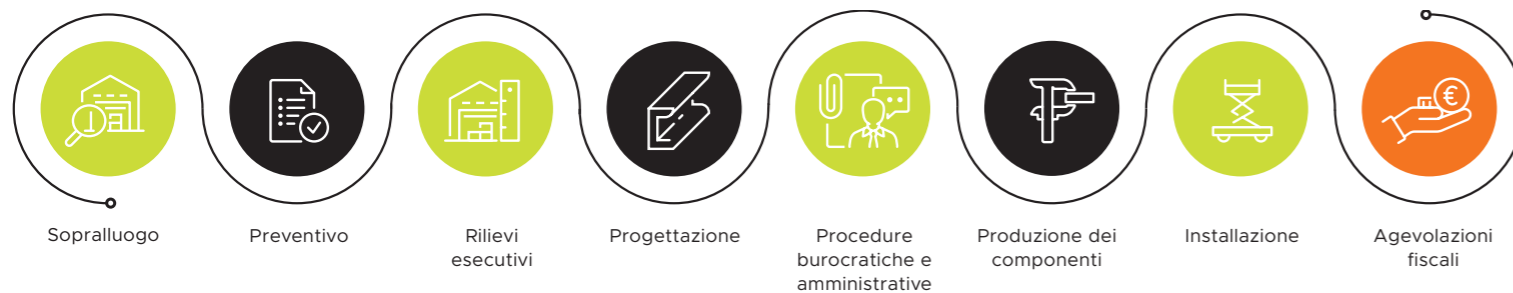 Sopralluogo
Preventivo
Rilievi
esecutivi
Progettazione
Procedure
burocratiche e
amministrative
Produzione dei
componenti
Installazione
Agevolazioni
fiscali
€